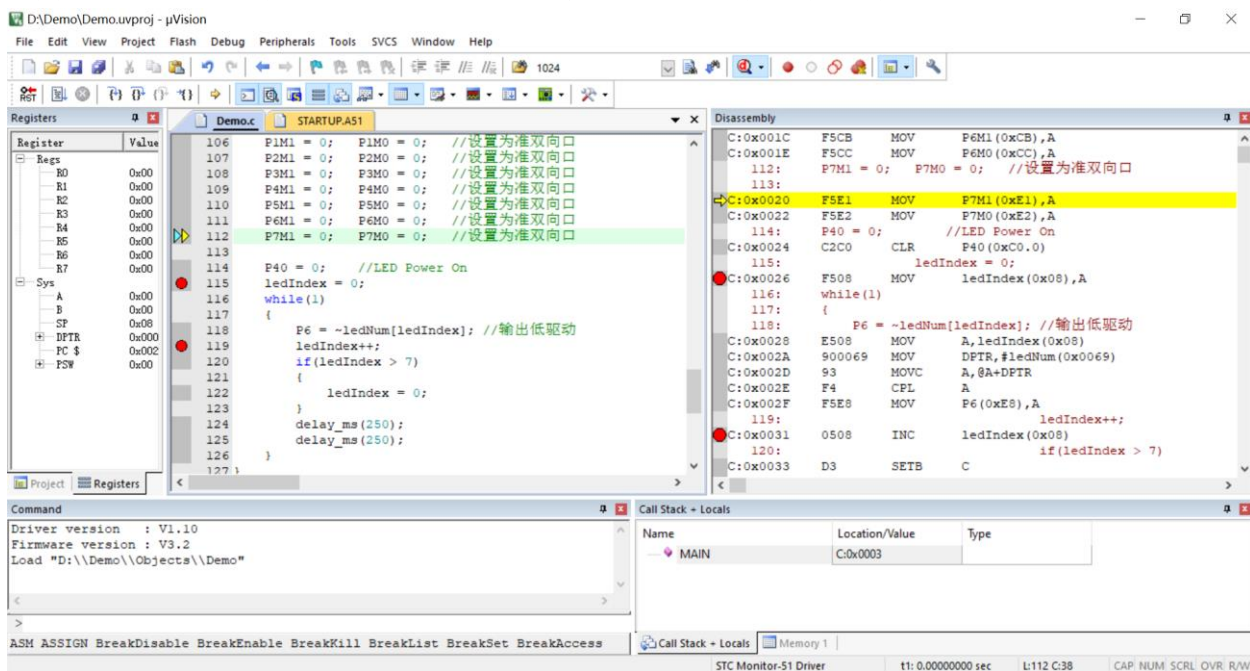 D:\Demo\Demo.uvproj - µVision
File Edit View Project Flash Debug Peripherals Tools SVCS Window Help
1024
RST
Registers
Register Value
Regs
R0 0x00
R1 0x00
R2 0x00
R3 0x00
R4 0x00
R5 0x00
R6 0x00
R7 0x00
Sys
A 0x00
B 0x00
SP 0x08
DPTR 0x000
PC $ 0x002
PSW 0x00
Project Registers
Demo.c STARTUP.A51
106 P1M1 = 0; P1M0 = 0; //设置为准双向口
107 P2M1 = 0; P2M0 = 0; //设置为准双向口
108 P3M1 = 0; P3M0 = 0; //设置为准双向口
109 P4M1 = 0; P4M0 = 0; //设置为准双向口
110 P5M1 = 0; P5M0 = 0; //设置为准双向口
111 P6M1 = 0; P6M0 = 0; //设置为准双向口
112 P7M1 = 0; P7M0 = 0; //设置为准双向口
113
114 P40 = 0; //LED Power On
115 ledIndex = 0;
116 while(1)
117 {
118 P6 = ~ledNum[ledIndex]; //输出低驱动
119 ledIndex++;
120 if(ledIndex > 7)
121 {
122 ledIndex = 0;
123 }
124 delay_ms(250);
125 delay_ms(250);
126 }
127 }
Disassembly
C:0x001C F5CB MOV P6M1(0xCB),A
C:0x001E F5CC MOV P6M0(0xCC),A
112: P7M1 = 0; P7M0 = 0; //设置为准双向口
113:
C:0x0020 F5E1 MOV P7M1(0xE1),A
C:0x0022 F5E2 MOV P7M0(0xE2),A
114: P40 = 0; //LED Power On
C:0x0024 C2C0 CLR P40(0xC0.0)
115: ledIndex = 0;
C:0x0026 F508 MOV ledIndex(0x08),A
116: while(1)
117: {
118: P6 = ~ledNum[ledIndex]; //输出低驱动
C:0x0028 E508 MOV A,ledIndex(0x08)
C:0x002A 900069 MOV DPTR,#ledNum(0x0069)
C:0x002D 93 MOVC A,@A+DPTR
C:0x002E F4 CPL A
C:0x002F F5E8 MOV P6(0xE8),A
119: ledIndex++;
C:0x0031 0508 INC ledIndex(0x08)
120: if(ledIndex > 7)
C:0x0033 D3 SETB C
Command
Driver version : V1.10
Firmware version : V3.2
Load "D:\\Demo\\Objects\\Demo"
>
ASM ASSIGN BreakDisable BreakEnable BreakKill BreakList BreakSet BreakAccess
Call Stack + Locals
Name Location/Value Type
MAIN C:0x0003
Call Stack + Locals Memory 1
STC Monitor-51 Driver t1: 0.00000000 sec L:112 C:38 CAP NUM SCRL OVR R/W